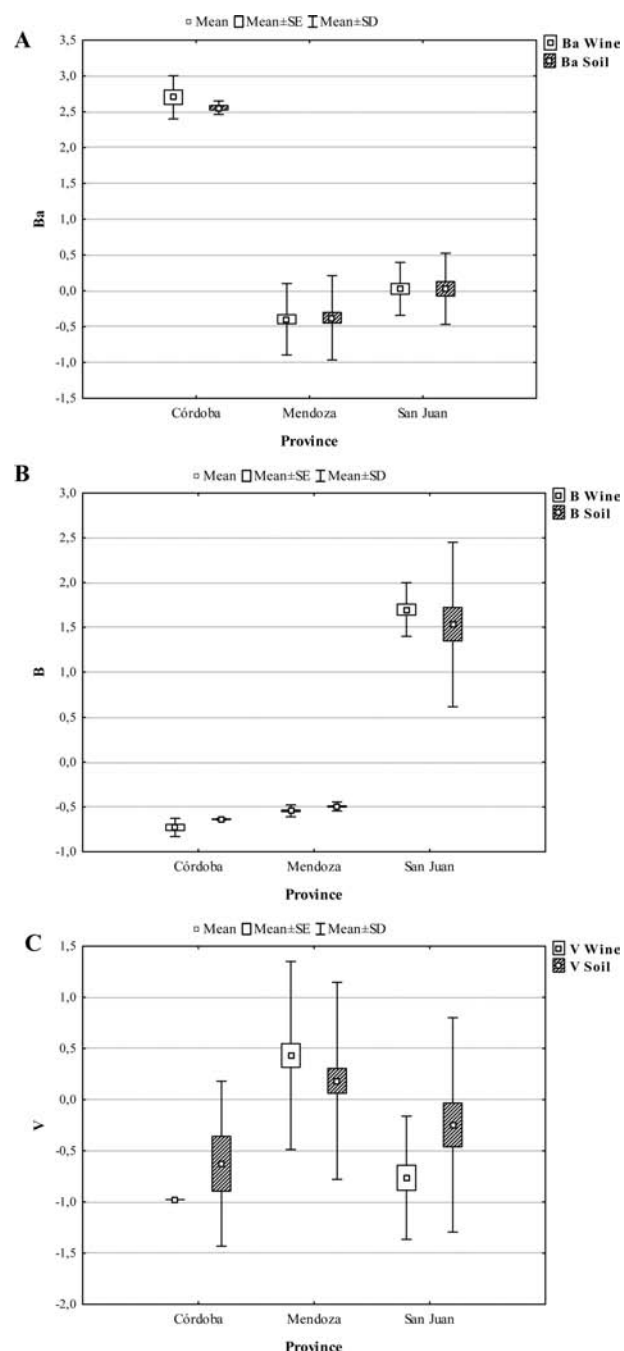 A
Mean Mean±SE Mean±SD
Ba Wine
Ba Soil
3,5
3,0
2,5
2,0
1,5
1,0
0,5
0,0
-0,5
-1,0
-1,5
Ba
Córdoba Mendoza San Juan
Province
B
Mean Mean±SE Mean±SD
B Wine
B Soil
3,0
2,5
2,0
1,5
1,0
0,5
0,0
-0,5
-1,0
B
Córdoba Mendoza San Juan
Province
C
Mean Mean±SE Mean±SD
V Wine
V Soil
1,5
1,0
0,5
0,0
-0,5
-1,0
-1,5
-2,0
V
Córdoba Mendoza San Juan
Province